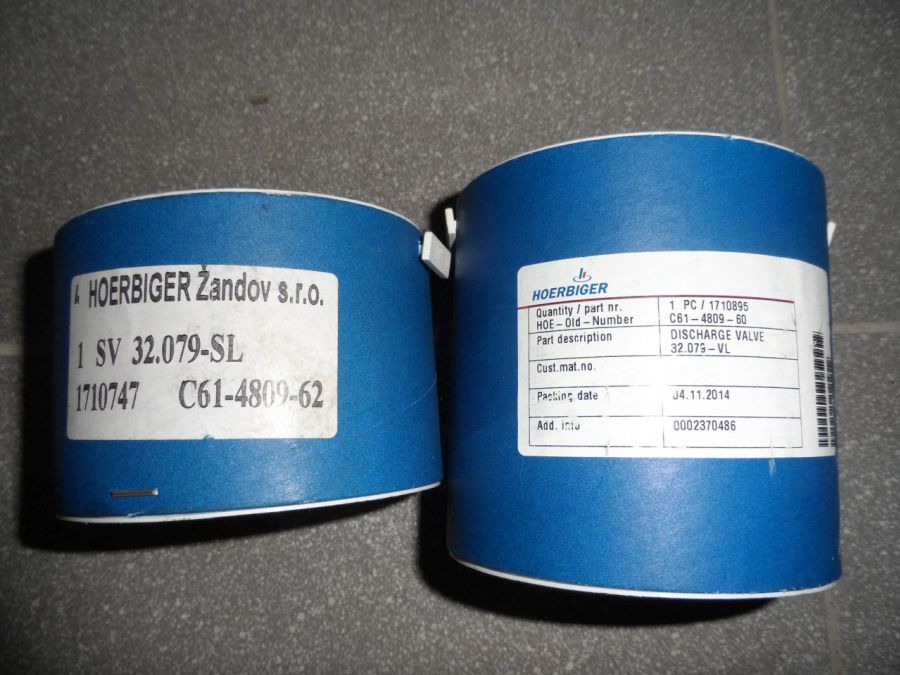 HOERBIGER Žandov s.r.o.
1 SV 32.079-SL
1710747 C61-4809-62
HOERBIGER
Quantity / part nr. 1 PC / 1710895
HOE-Old-Number C61-4809-60
Part description DISCHARGE VALVE
32.079-VL
Cust.mat.no.
Packing date 04.11.2014
Add. info 0002370486